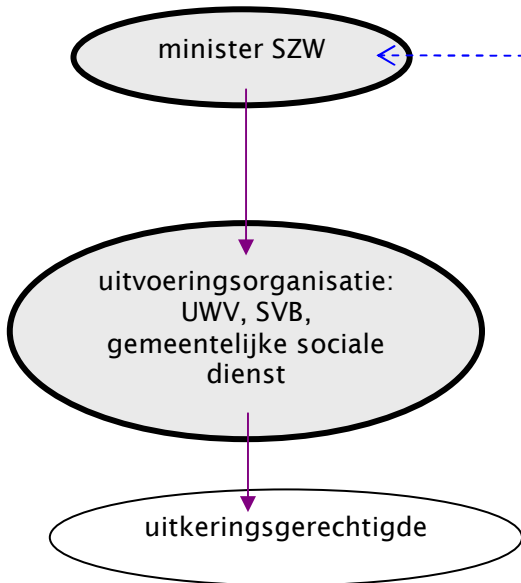 minister SZW
uitvoeringsorganisatie:
UWV, SVB,
gemeentelijke sociale
dienst
uitkeringsgerechtigde